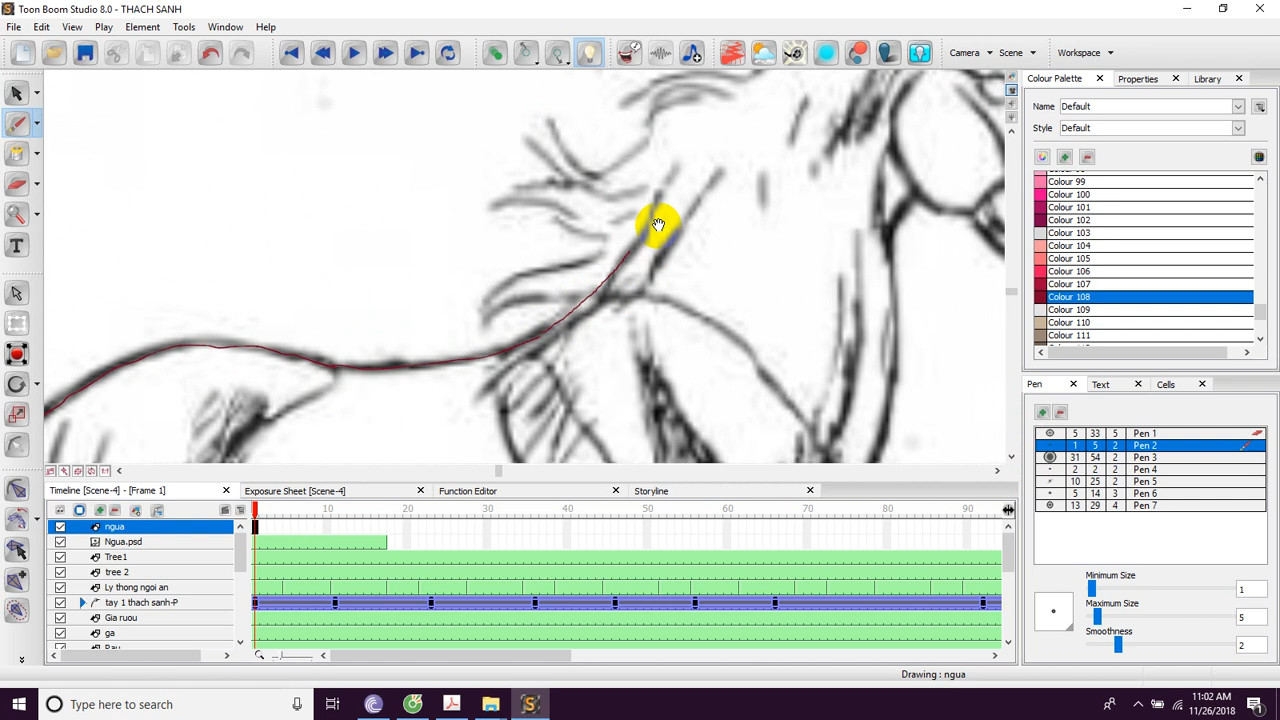 Toon Boom Studio 8.0 - THACH SANH
File Edit View Play Element Tools Window Help
Camera Scene Workspace
Colour Palette Properties Library
Name Default
Style Default
Colour 99
Colour 100
Colour 101
Colour 102
Colour 103
Colour 104
Colour 105
Colour 106
Colour 107
Colour 108
Colour 109
Colour 110
Colour 111
Pen Text Cells
5 33 5 Pen 1
1 5 2 Pen 2
31 54 2 Pen 3
2 2 2 Pen 4
10 25 2 Pen 5
5 14 3 Pen 6
13 29 4 Pen 7
Minimum Size
1
Maximum Size
5
Smoothness
2
Timeline [Scene-4] - [Frame 1] Exposure Sheet [Scene-4] Function Editor Storyline
10 20 30 40 50 60 70 80 90
ngua
Ngua.psd
Tree1
tree 2
Ly thong ngoi an
tay 1 thach sanh-P
Gia ruou
ga
Drawing : ngua
Type here to search
11:02 AM
11/26/2018